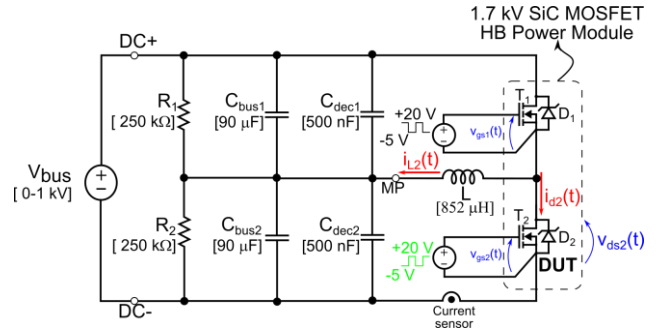 1.7 kV SiC MOSFET
HB Power Module
DC+
R1
[ 250 kΩ]
Cbus1
[90 μF]
Cdec1
[500 nF]
+20 V
-5 V
vgs1(t)
T1
D1
Vbus
[ 0-1 kV]
iL2(t)
MP
L
[852 μH]
id2(t)
R2
[ 250 kΩ]
Cbus2
[90 μF]
Cdec2
[500 nF]
+20 V
-5 V
vgs2(t)
T2
D2
DUT
vds2(t)
DC-
Current
sensor